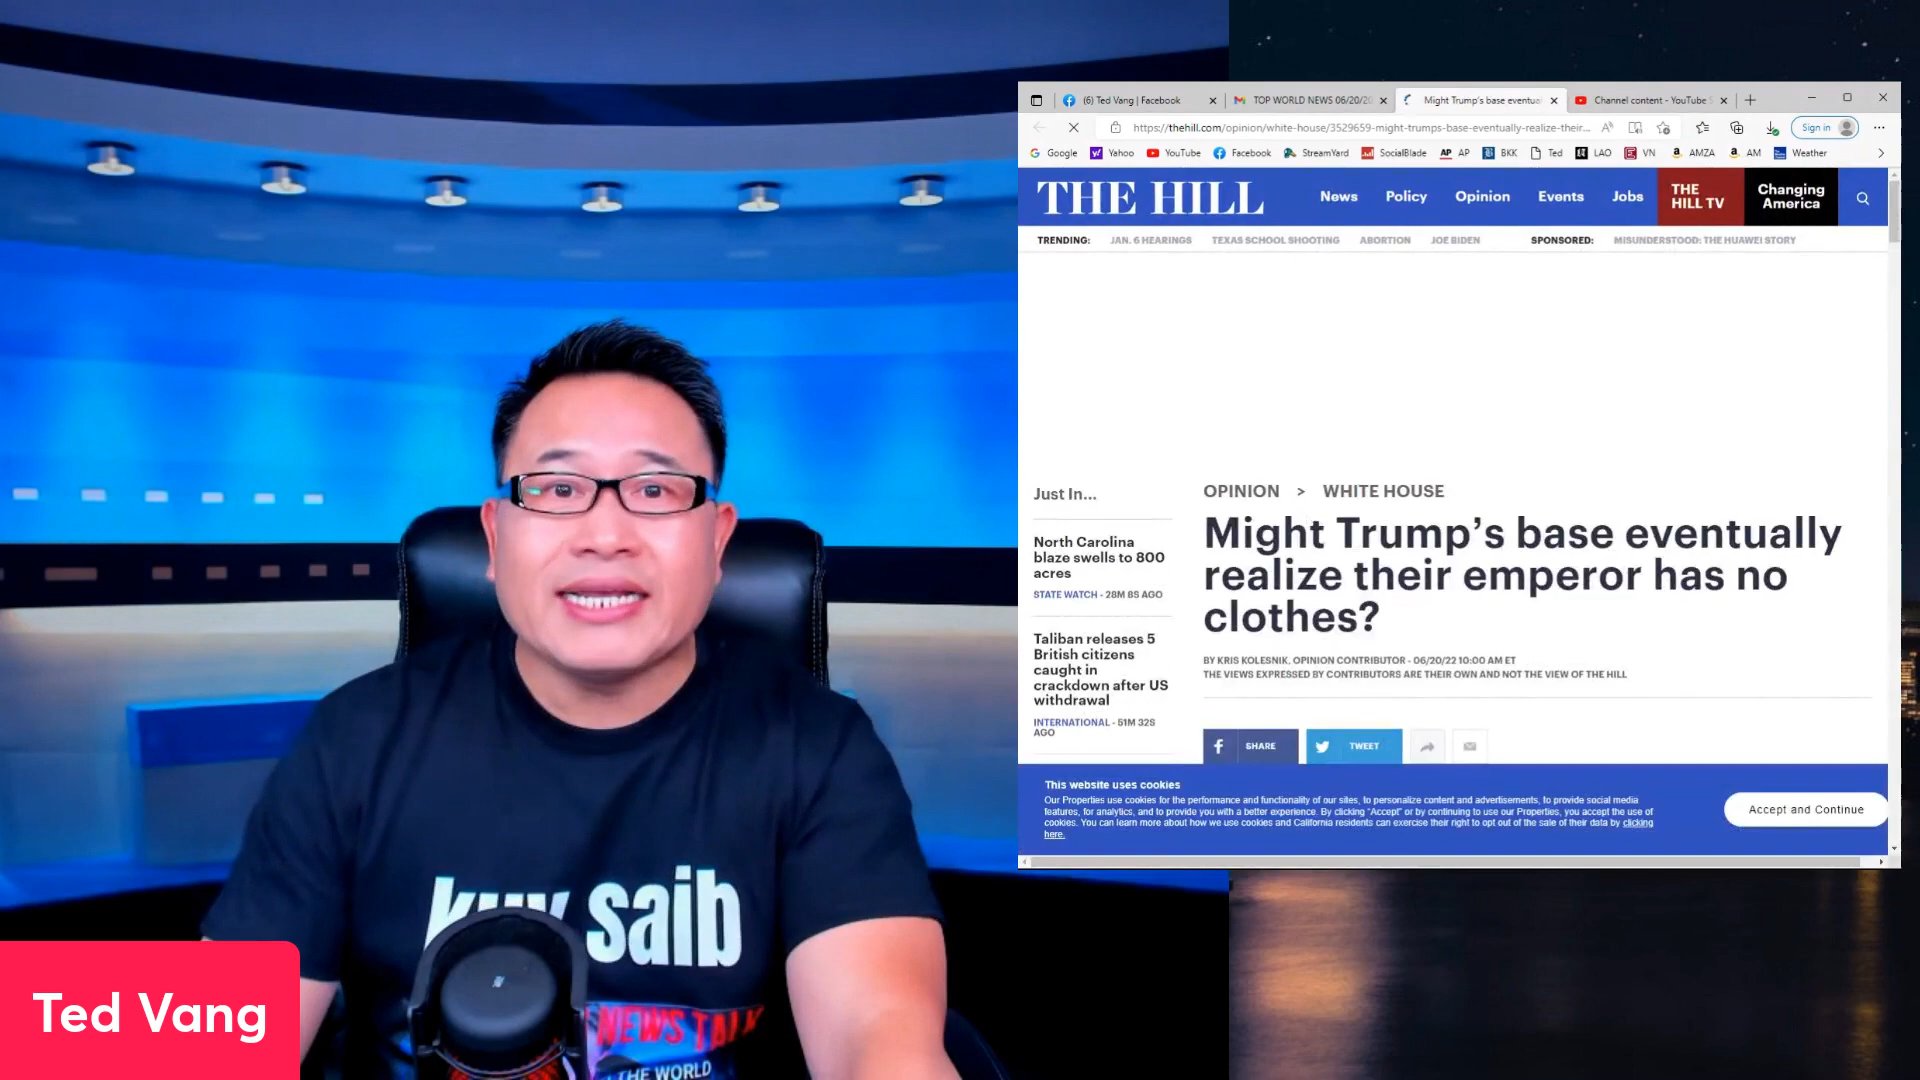 (6) Ted Vang | Facebook
TOP WORLD NEWS 06/20/20
Might Trump's base eventua
Channel content - YouTube S
https://thehill.com/opinion/white-house/3529659-might-trumps-base-eventually-realize-their...
Sign in
Google
Yahoo
YouTube
Facebook
StreamYard
SocialBlade
AP AP
BKK
Ted
LAO
VN
AMZA
AM
Weather
THE HILL
News
Policy
Opinion
Events
Jobs
THE
HILL TV
Changing
America
TRENDING:
JAN. 6 HEARINGS
TEXAS SCHOOL SHOOTING
ABORTION
JOE BIDEN
SPONSORED:
MISUNDERSTOOD: THE HUAWEI STORY
Just In...
North Carolina
blaze swells to 800
acres
STATE WATCH - 28M 8S AGO
Taliban releases 5
British citizens
caught in
crackdown after US
withdrawal
INTERNATIONAL - 51M 32S
AGO
OPINION > WHITE HOUSE
Might Trump’s base eventually
realize their emperor has no
clothes?
BY KRIS KOLESNIK, OPINION CONTRIBUTOR - 06/20/22 10:00 AM ET
THE VIEWS EXPRESSED BY CONTRIBUTORS ARE THEIR OWN AND NOT THE VIEW OF THE HILL
SHARE
TWEET
This website uses cookies
Our Properties use cookies for the performance and functionality of our sites, to personalize content and advertisements, to provide social media
features, for analytics, and to provide you with a better experience. By clicking "Accept" or by continuing to use our Properties, you accept the use of
cookies. You can learn more about how we use cookies and California residents can exercise their right to opt out of the sale of their data by clicking
here.
Accept and Continue
saib
NEWS TALK
THE WORLD
Ted Vang